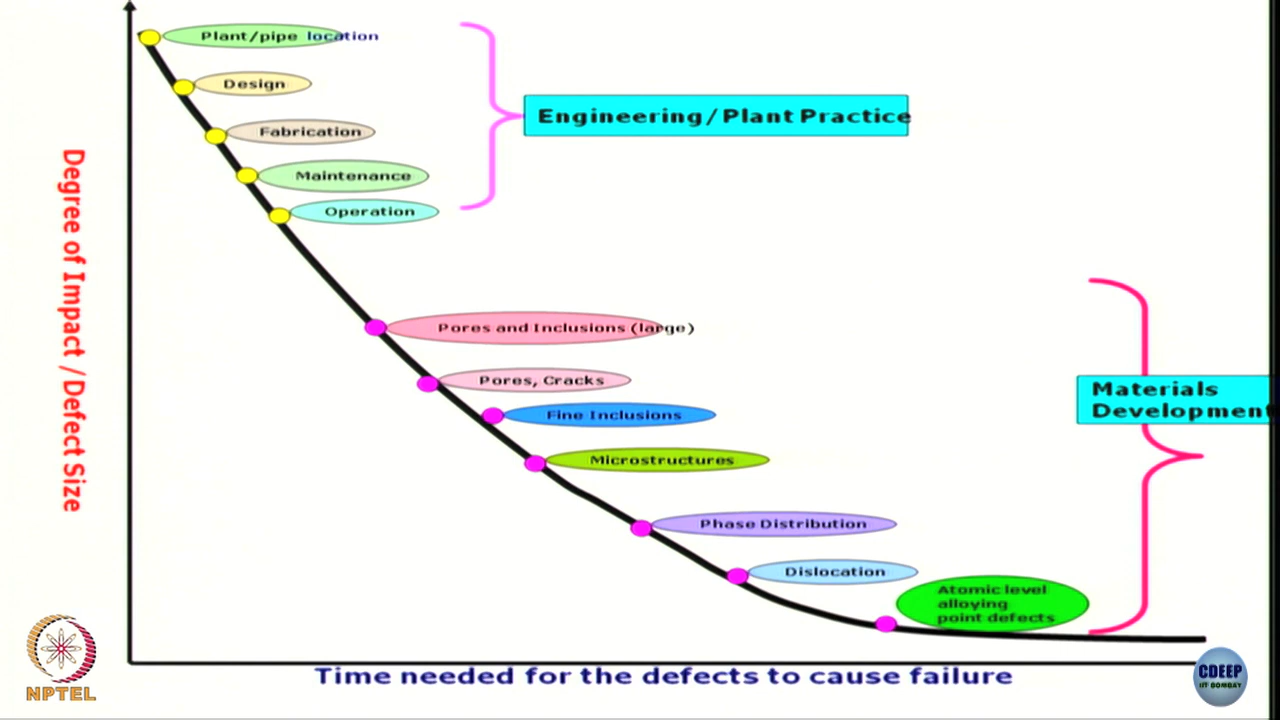 Plant/pipe location
Design
Engineering/Plant Practice
Fabrication
Maintenance
Operation
Degree of Impact / Defect Size
Pores and Inclusions (large)
Pores, Cracks
Materials
Development
Fine Inclusions
Microstructures
Phase Distribution
Dislocation
Atomic level
alloying
point defects
Time needed for the defects to cause failure
NPTEL
CDEEP
IIT BOMBAY